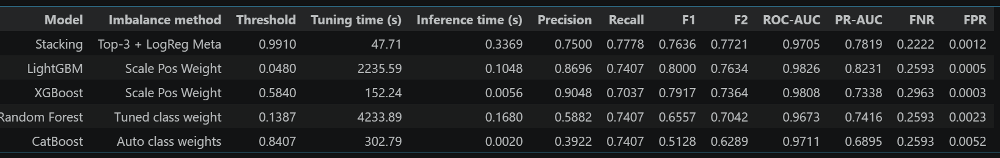 Model Imbalance method Threshold Tuning time (s) Inference time (s) Precision Recall F1 F2 ROC-AUC PR-AUC FNR FPR
Stacking Top-3 + LogReg Meta 0.9910 47.71 0.3369 0.7500 0.7778 0.7636 0.7721 0.9705 0.7819 0.2222 0.0012
LightGBM Scale Pos Weight 0.0480 2235.59 0.1048 0.8696 0.7407 0.8000 0.7634 0.9826 0.8231 0.2593 0.0005
XGBoost Scale Pos Weight 0.5840 152.24 0.0056 0.9048 0.7037 0.7917 0.7364 0.9808 0.7338 0.2963 0.0003
Random Forest Tuned class weight 0.1387 4233.89 0.1680 0.5882 0.7407 0.6557 0.7042 0.9673 0.7416 0.2593 0.0023
CatBoost Auto class weights 0.8407 302.79 0.0020 0.3922 0.7407 0.5128 0.6289 0.9711 0.6895 0.2593 0.0052